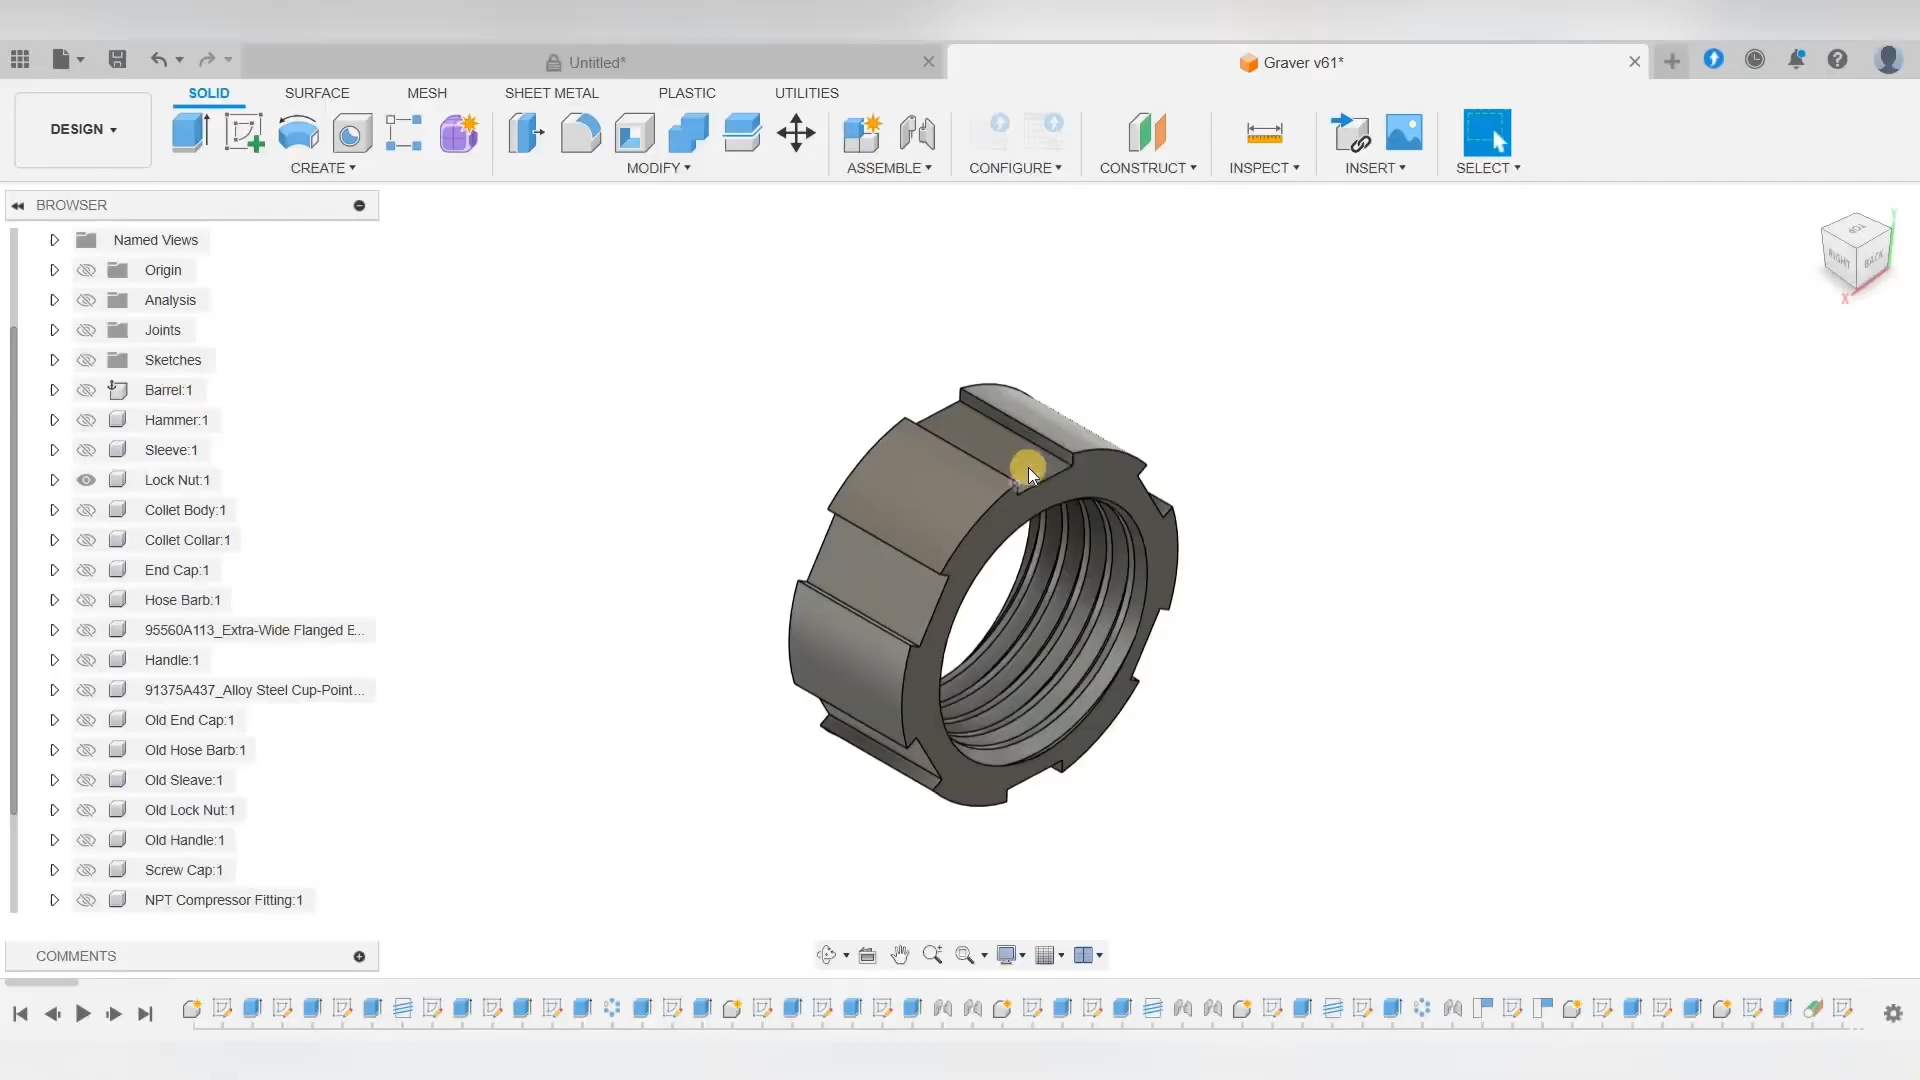 Untitled*
Graver v61*
DESIGN
SOLID SURFACE MESH SHEET METAL PLASTIC UTILITIES
CREATE MODIFY ASSEMBLE CONFIGURE CONSTRUCT INSPECT INSERT SELECT
BROWSER
Named Views
Origin
Analysis
Joints
Sketches
Barrel:1
Hammer:1
Sleeve:1
Lock Nut:1
Collet Body:1
Collet Collar:1
End Cap:1
Hose Barb:1
95560A113_Extra-Wide Flanged E...
Handle:1
91375A437_Alloy Steel Cup-Point...
Old End Cap:1
Old Hose Barb:1
Old Sleave:1
Old Lock Nut:1
Old Handle:1
Screw Cap:1
NPT Compressor Fitting:1
COMMENTS
Y
TOP
RIGHT
BACK
X